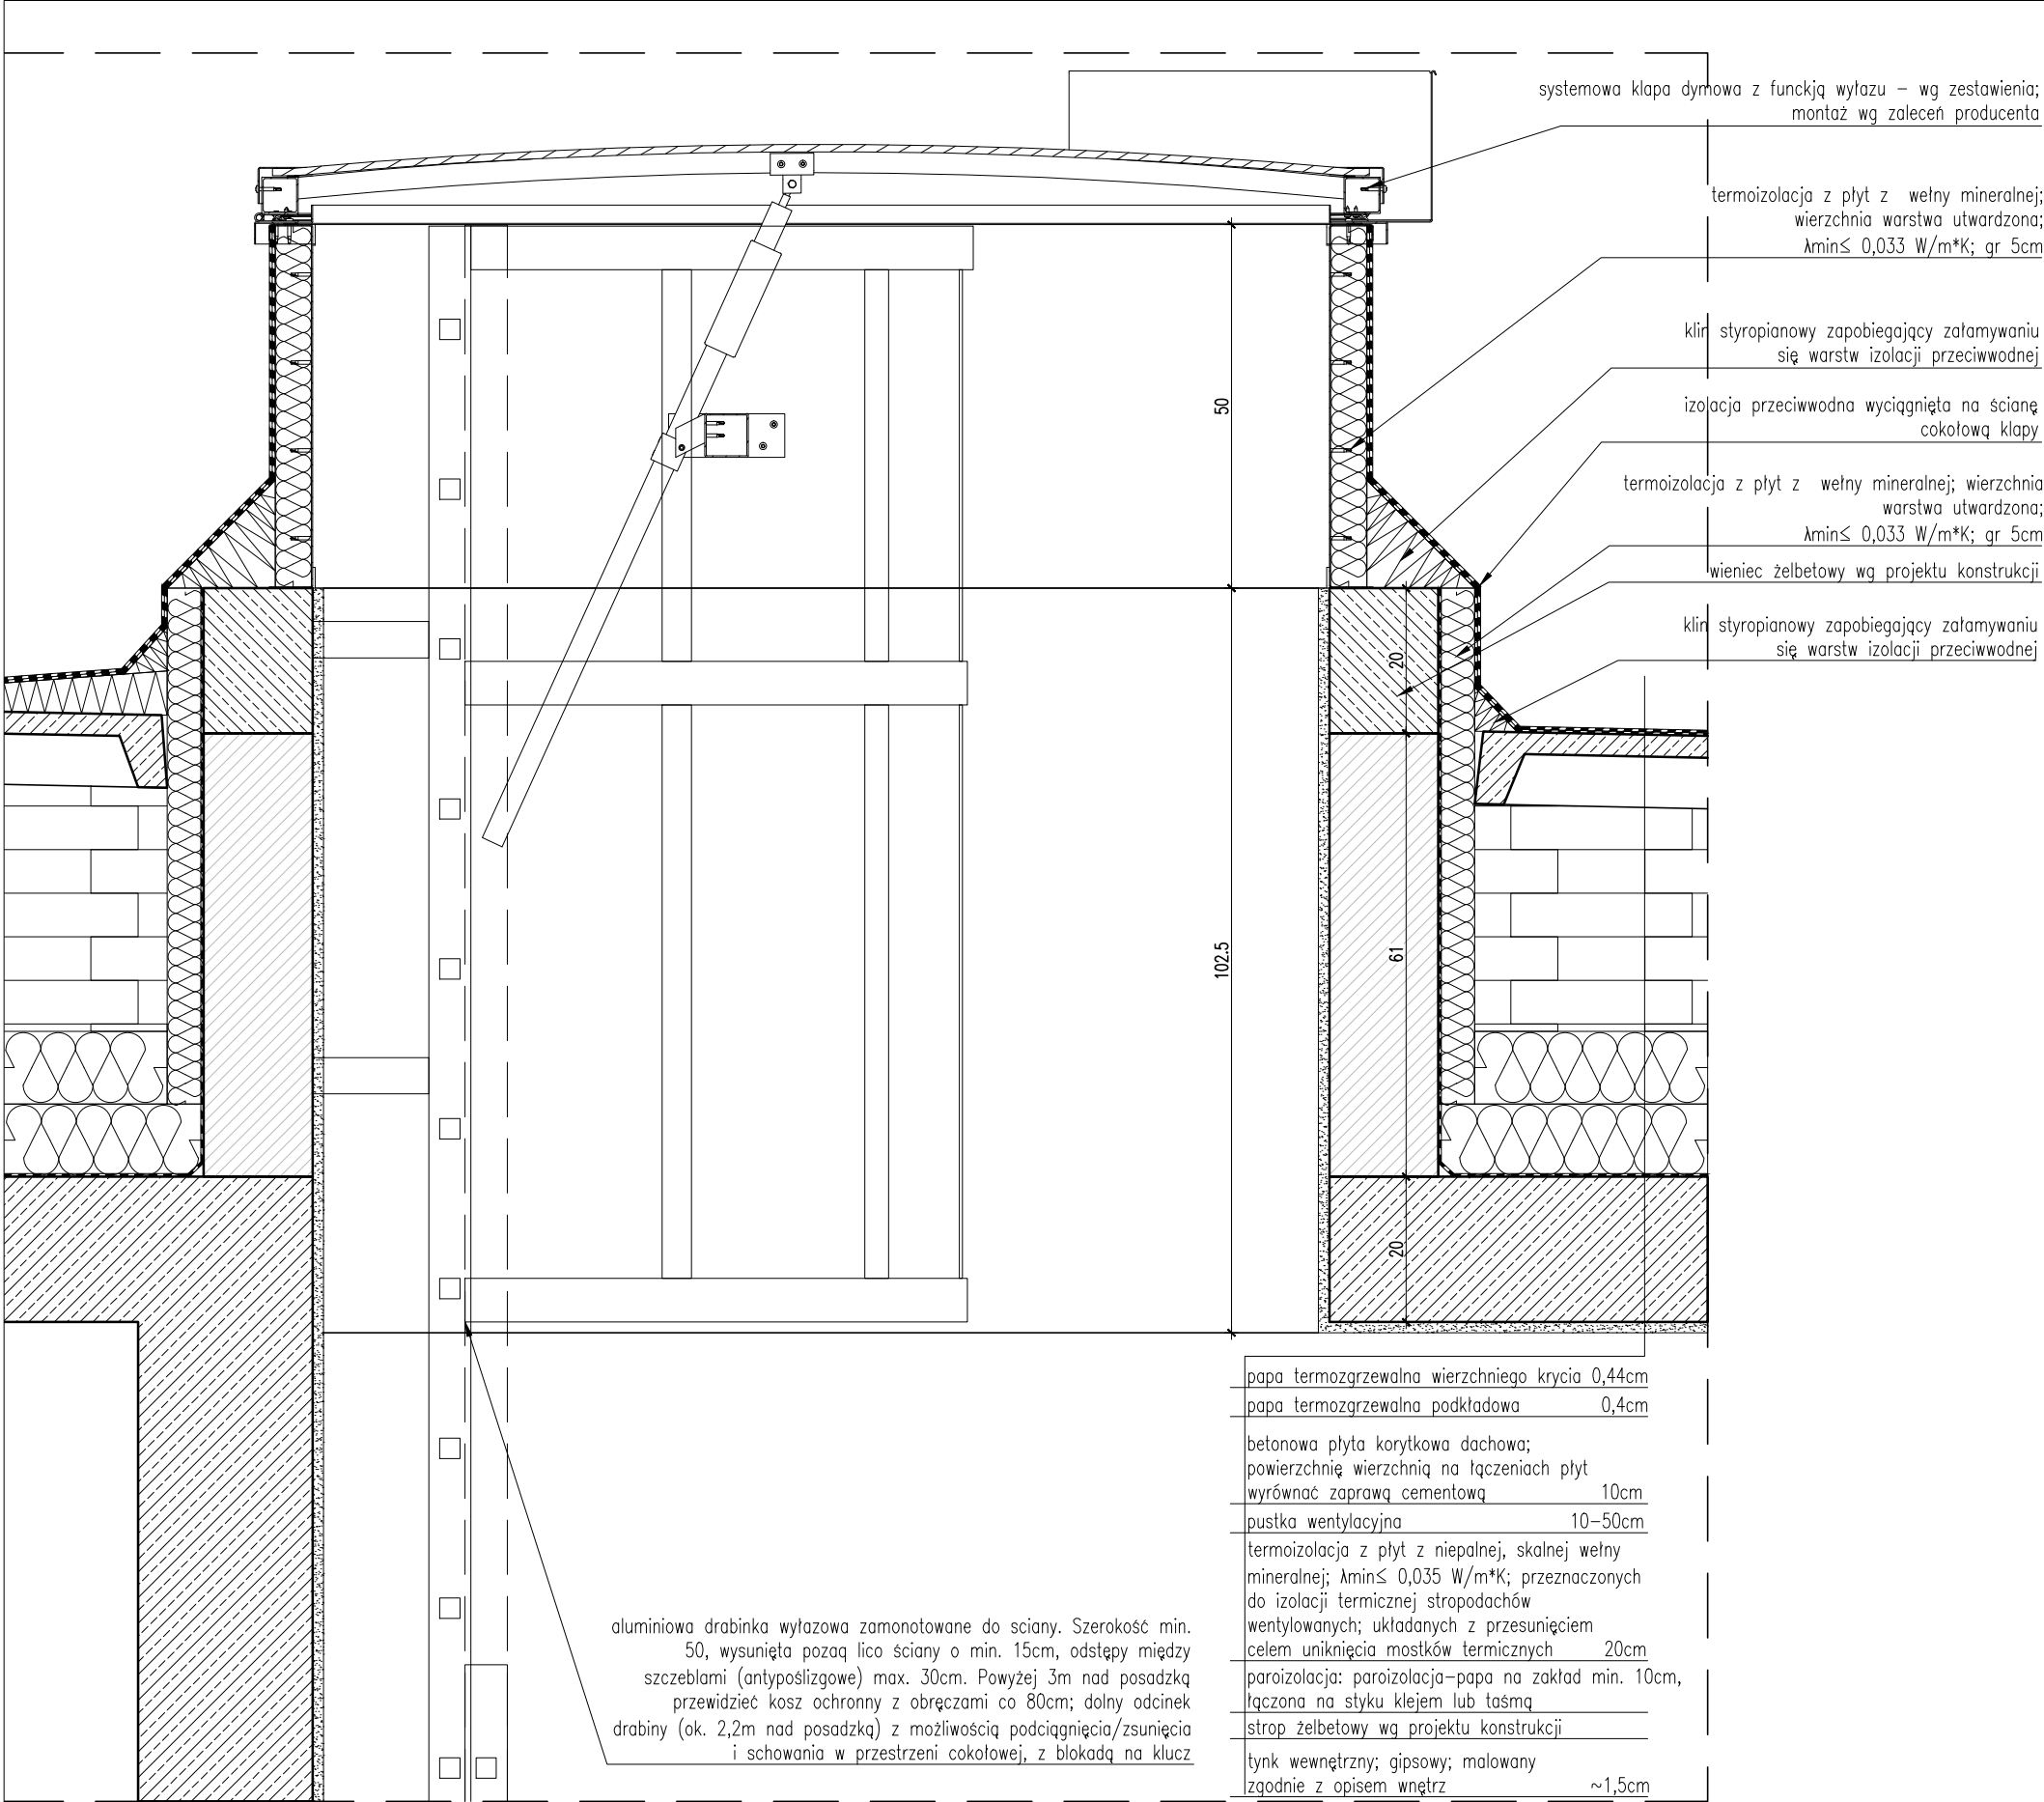 systemowa klapa dymowa z funckją wyłazu – wg zestawienia;
montaż wg zaleceń producenta
termoizolacja z płyt z wełny mineralnej;
wierzchnia warstwa utwardzona;
λmin≤ 0,033 W/m*K; gr 5cm
klin styropianowy zapobiegający załamywaniu
się warstw izolacji przeciwwodnej
izolacja przeciwwodna wyciągnięta na ścianę
cokołową klapy
termoizolacja z płyt z wełny mineralnej; wierzchnia
warstwa utwardzona;
λmin≤ 0,033 W/m*K; gr 5cm
wieniec żelbetowy wg projektu konstrukcji
klin styropianowy zapobiegający załamywaniu
się warstw izolacji przeciwwodnej
50
20
102.5
61
20
papa termozgrzewalna wierzchniego krycia 0,44cm
papa termozgrzewalna podkładowa 0,4cm
betonowa płyta korytkowa dachowa;
powierzchnię wierzchnią na łączeniach płyt
wyrównać zaprawą cementową 10cm
pustka wentylacyjna 10–50cm
termoizolacja z płyt z niepalnej, skalnej wełny
mineralnej; λmin≤ 0,035 W/m*K; przeznaczonych
do izolacji termicznej stropodachów
wentylowanych; układanych z przesunięciem
celem uniknięcia mostków termicznych 20cm
paroizolacja: paroizolacja–papa na zakład min. 10cm,
łączona na styku klejem lub taśmą
strop żelbetowy wg projektu konstrukcji
tynk wewnętrzny; gipsowy; malowany
zgodnie z opisem wnętrz ~1,5cm
aluminiowa drabinka wyłazowa zamonotowane do sciany. Szerokość min.
50, wysunięta pozaq lico ściany o min. 15cm, odstępy między
szczeblami (antypoślizgowe) max. 30cm. Powyżej 3m nad posadzką
przewidzieć kosz ochronny z obręczami co 80cm; dolny odcinek
drabiny (ok. 2,2m nad posadzką) z możliwością podciągnięcia/zsunięcia
i schowania w przestrzeni cokołowej, z blokadą na klucz